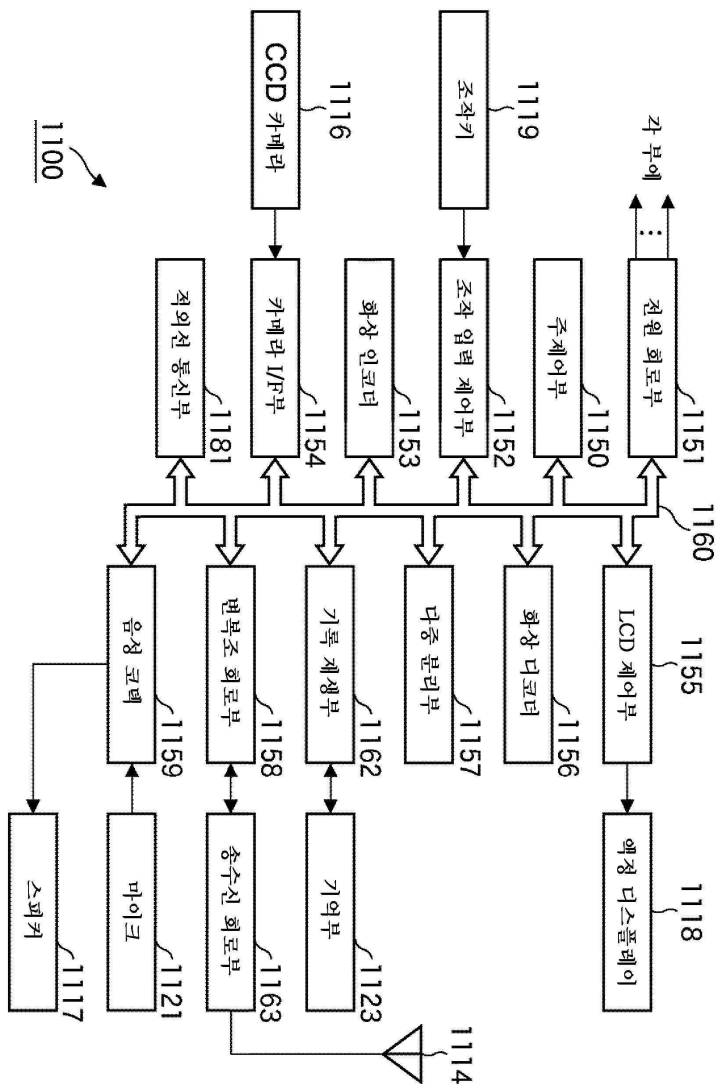 각 부에
...
전원 회로부
1151
1160
LCD 제어부
1155
액정 디스플레이
1118
주제어부
1150
화상 디코더
1156
조작키
1119
조작 입력 제어부
1152
다중 분리부
1157
1114
화상 인코더
1153
기록 재생부
1162
기억부
1123
CCD 카메라
1116
카메라 I/F부
1154
변복조 회로부
1158
송수신 회로부
1163
적외선 통신부
1181
음성 코덱
1159
마이크
1121
스피커
1117
1100